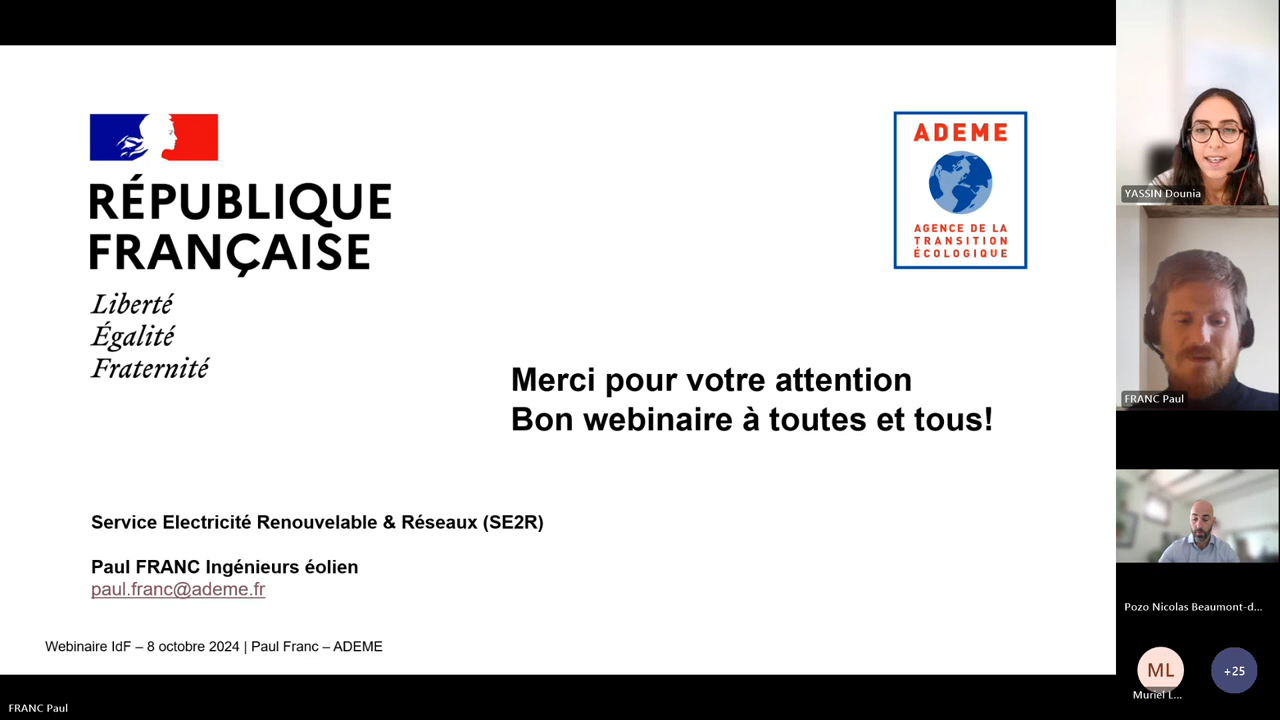 RÉPUBLIQUE
FRANÇAISE
Liberté
Égalité
Fraternité
ADEME
AGENCE DE LA
TRANSITION
ÉCOLOGIQUE
Merci pour votre attention
Bon webinaire à toutes et tous!
Service Electricité Renouvelable & Réseaux (SE2R)
Paul FRANC Ingénieurs éolien
paul.franc@ademe.fr
Webinaire IdF – 8 octobre 2024 | Paul Franc – ADEME
FRANC Paul
YASSIN Dounia
FRANC Paul
Pozo Nicolas Beaumont-d...
ML
+25
Muriel L...